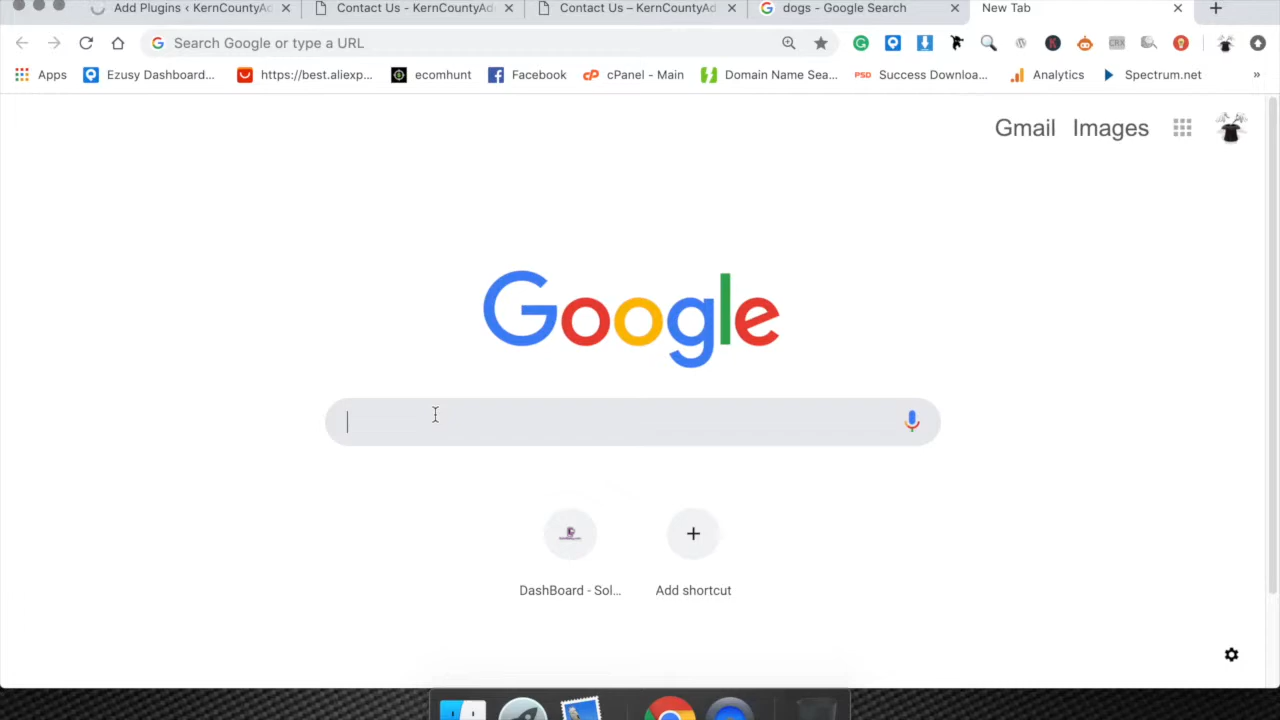 Add Plugins ‹ KernCountyAd
Contact Us - KernCountyAd
Contact Us – KernCountyAd
dogs - Google Search
New Tab
Search Google or type a URL
Apps
Ezusy Dashboard...
https://best.aliexp...
ecomhunt
Facebook
cP
cPanel - Main
Domain Name Sea...
PSD
Success Downloa...
Analytics
Spectrum.net
»
Gmail
Images
Google
DashBoard - Sol...
Add shortcut